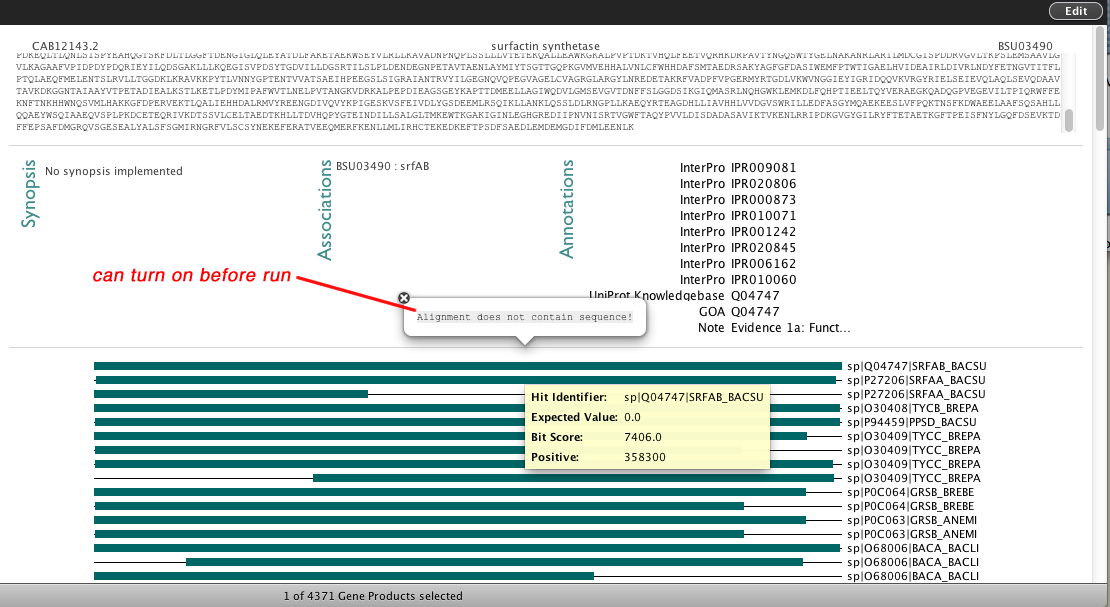 Edit
CAB12143.2 surfactin synthetase BSU03490
VLKAGAAFVPIDPDYPQDRIEYILQDSGAKLLLKQEGISVPDSYTGDVILLDGSRTILSLPLDENDEGNPETAVTAENLAYMIYTSGTTGQPKGVMVEHHALVNLCFWHHDAFSMTAEDRSAKYAGFGFDASIWEMFPTWTIGAELHVIDEAIRLDIVRLNDYFETNGVTITFL
PTQLAEQFMELENTSLRVLLTGGDKLKRAVKKPYTLVNNYGPTENTVVATSAEIHPEEGSLSIGRAIANTRVYILGEGNQVQPEGVAGELCVAGRGLARGYLNREDETAKRFVADPFVPGERMYRTGDLVKWVNGGIEYIGRIDQQVKVRGYRIELSEIEVQLAQLSEVQDAAV
TAVKDKGGNTAIAAYVTPETADIEALKSTLKETLPDYMIPAFWVTLNELPVTANGKVDRKALPEPDIEAGSGEYKAPTTDMEELLAGIWQDVLGMSEVGVTDNFFSLGGDSIKGIQMASRLNQHGWKLEMKDLFQHPTIEELTQYVERAEGKQADQGPVEGEVILTPIQRWFFE
KNFTNKHHWNQSVMLHAKKGFDPERVEKTLQALIEHHDALRMVYREENGDIVQVYKPIGESKVSFEIVDLYGSDEEMLRSQIKLLANKLQSSLDLRNGPLLKAEQYRTEAGDHLLIAVHHLVVDGVSWRILLEDFASGYMQAEKEESLVFPQKTNSFKDWAEELAAFSQSAHLL
QQAEYWSQIAAEQVSPLPKDCETEQRIVKDTSSVLCELTAEDTKHLLTDVHQPYGTEINDILLSALGLTMKEWTKGAKIGINLEGHGREDIIPNVNISRTVGWFTAQYPVVLDISDADASAVIKTVKENLRRIPDKGVGYGILRYFTETAETKGFTPEISFNYLGQFDSEVKTD
FFEPSAFDMGRQVSGESEALYALSFSGMIRNGRFVLSCSYNEKEFERATVEEQMERFKENLLMLIRHCTEKEDKEFTPSDFSAEDLEMDEMGDIFDMLEENLK
Synopsis
No synopsis implemented
Associations
BSU03490 : srfAB
Annotations
InterPro IPR009081
InterPro IPR020806
InterPro IPR000873
InterPro IPR010071
InterPro IPR001242
InterPro IPR020845
InterPro IPR006162
InterPro IPR010060
UniProt Knowledgebase Q04747
GOA Q04747
Note Evidence 1a: Funct...
can turn on before run
Alignment does not contain sequence!
sp|Q04747|SRFAB_BACSU
sp|P27206|SRFAA_BACSU
sp|P27206|SRFAA_BACSU
sp|O30408|TYCB_BREPA
sp|P94459|PPSD_BACSU
sp|O30409|TYCC_BREPA
sp|O30409|TYCC_BREPA
sp|O30409|TYCC_BREPA
sp|O30409|TYCC_BREPA
sp|P0C064|GRSB_BREBE
sp|P0C064|GRSB_BREBE
sp|P0C063|GRSB_ANEMI
sp|P0C063|GRSB_ANEMI
sp|O68006|BACA_BACLI
sp|O68006|BACA_BACLI
sp|O68006|BACA_BACLI
Hit Identifier: sp|Q04747|SRFAB_BACSU
Expected Value: 0.0
Bit Score: 7406.0
Positive: 358300
1 of 4371 Gene Products selected